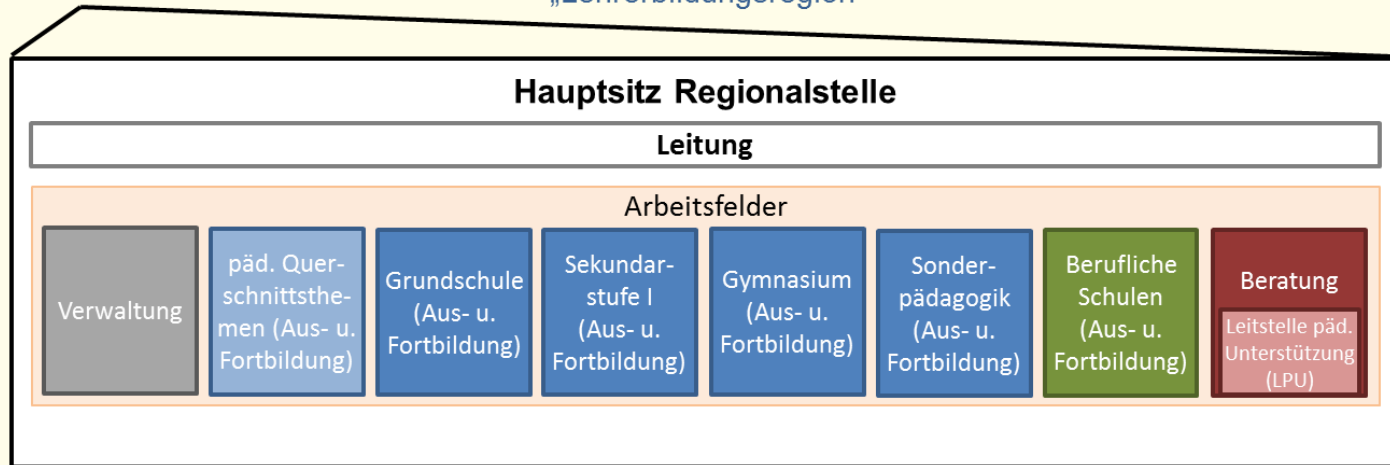 Hauptsitz Regionalstelle
Leitung
Arbeitsfelder
Verwaltung
päd. Quer-
schnittsthe-
men (Aus- u.
Fortbildung)
Grundschule
(Aus- u.
Fortbildung)
Sekundar-
stufe I
(Aus- u.
Fortbildung)
Gymnasium
(Aus- u.
Fortbildung)
Sonder-
pädagogik
(Aus- u.
Fortbildung)
Berufliche
Schulen
(Aus- u.
Fortbildung)
Beratung
Leitstelle päd.
Unterstützung
(LPU)